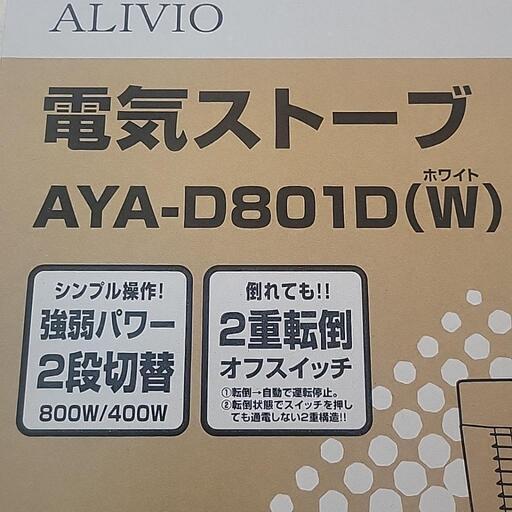 ALIVIO
電気ストーブ
ホワイト
AYA-D801D(W)
シンプル操作!
強弱パワー
2段切替
800W/400W
倒れても!!
2重転倒
オフスイッチ
①転倒→自動で運転停止。
②転倒状態でスイッチを押し
ても通電しない2重構造!!